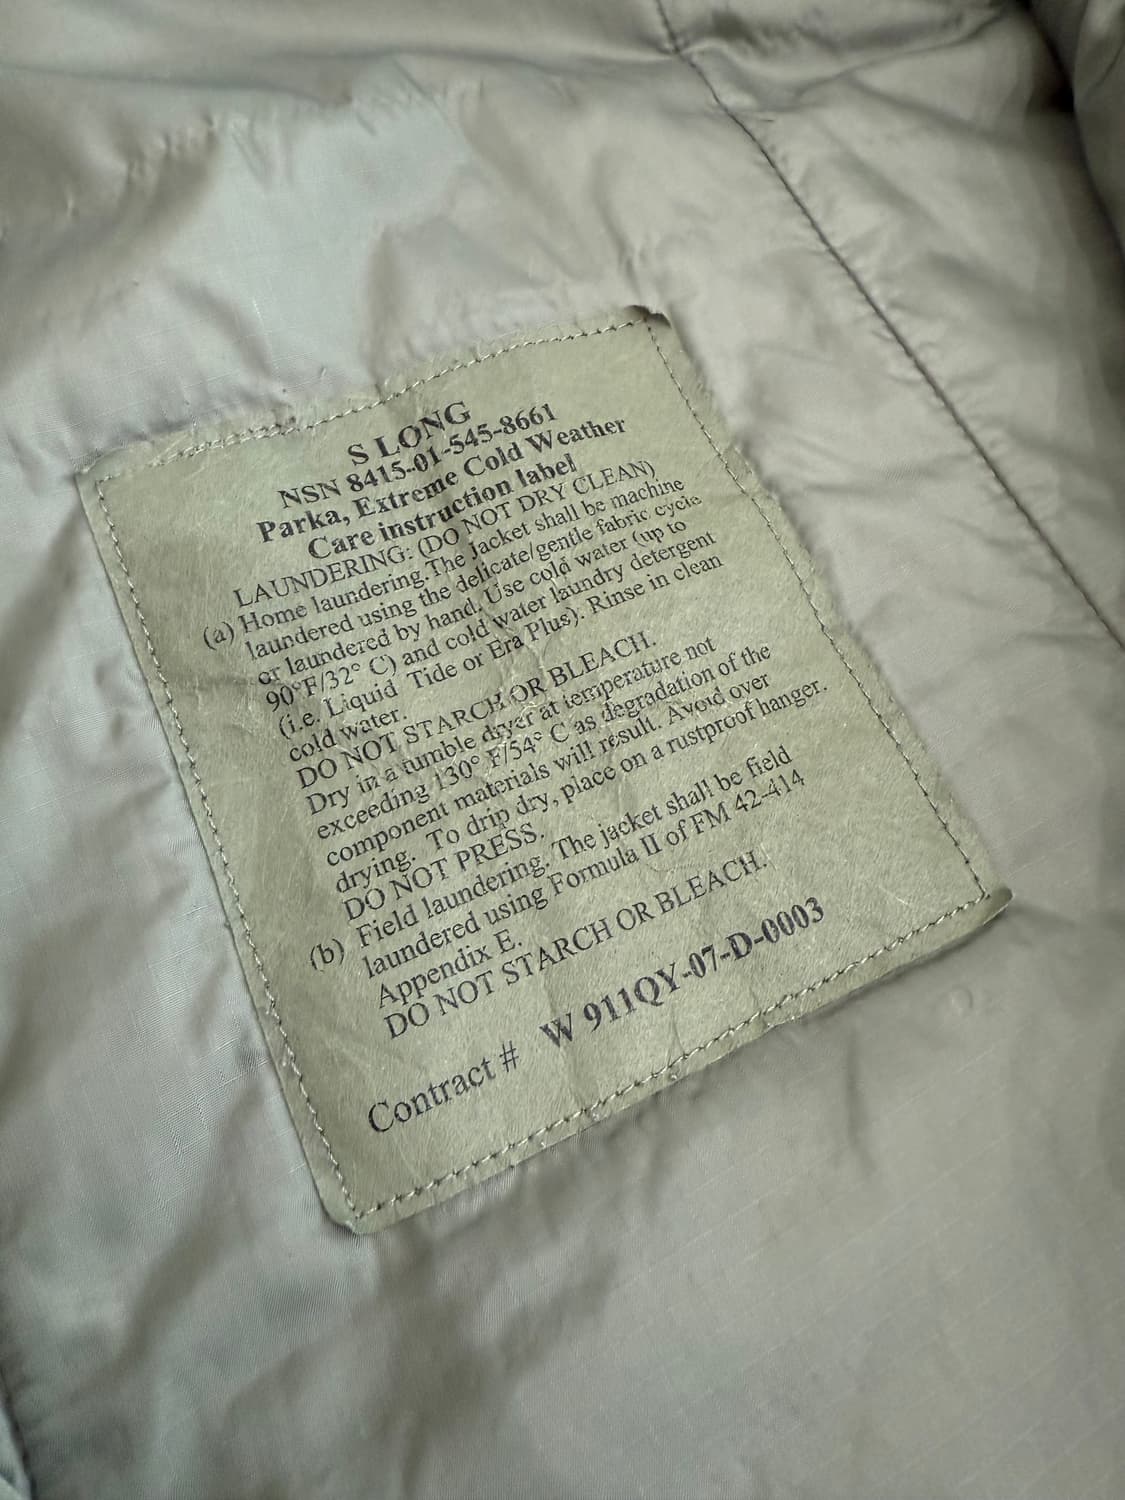 S LONG
NSN 8415-01-545-8661
Parka, Extreme Cold Weather
Care instruction label
LAUNDERING: (DO NOT DRY CLEAN)
(a) Home laundering.The jacket shall be machine
laundered using the delicate/gentle fabric cycle
or laundered by hand. Use cold water (up to
90°F/32° C) and cold water laundry detergent
(i.e. Liquid Tide or Era Plus). Rinse in clean
cold water.
DO NOT STARCH OR BLEACH.
Dry in a tumble dryer at temperature not
exceeding 130° F/54° C as degradation of the
component materials will result. Avoid over
drying. To drip dry, place on a rustproof hanger.
DO NOT PRESS.
(b) Field laundering. The jacket shall be field
laundered using Formula II of FM 42-414
Appendix E.
DO NOT STARCH OR BLEACH.
Contract # W 911QY-07-D-0003